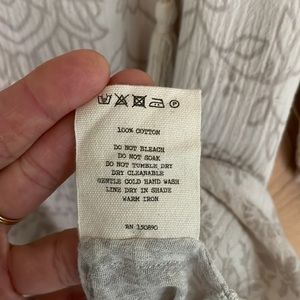 100% COTTON
DO NOT BLEACH
DO NOT SOAK
DO NOT TUMBLE DRY
DRY CLEANABLE
GENTLE COLD HAND WASH
LINE DRY IN SHADE
WARM IRON
RN 150890